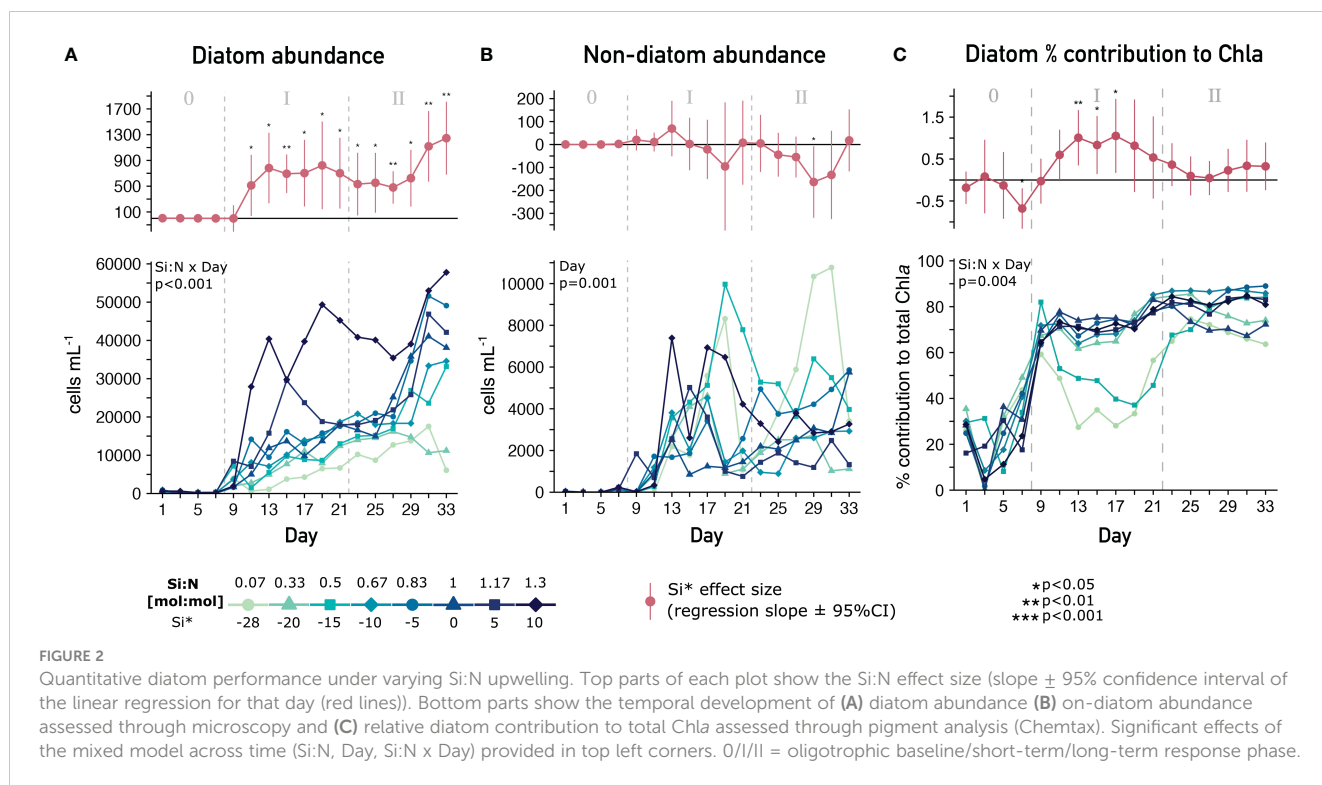 A Diatom abundance
0 I II
1700
1300
900
500
100
* * ** * * * * * ** * ** **
Si:N x Day
p<0.001
60000
50000
40000
30000
20000
10000
0
cells mL-1
1 5 9 13 17 21 25 29 33
Day
B Non-diatom abundance
0 I II
200
100
0
-100
-200
-300
*
Day
p=0.001
10000
8000
6000
4000
2000
0
cells mL-1
1 5 9 13 17 21 25 29 33
Day
C Diatom % contribution to Chla
0 I II
1.5
0.5
-0.5
* ** * *
Si:N x Day
p=0.004
100
80
60
40
20
0
% contribution to total Chla
1 5 9 13 17 21 25 29 33
Day
Si:N 0.07 0.33 0.5 0.67 0.83 1 1.17 1.3
[mol:mol]
Si* -28 -20 -15 -10 -5 0 5 10
Si* effect size
(regression slope ± 95%CI)
*p<0.05
**p<0.01
***p<0.001
FIGURE 2
Quantitative diatom performance under varying Si:N upwelling. Top parts of each plot show the Si:N effect size (slope ± 95% confidence interval of
the linear regression for that day (red lines)). Bottom parts show the temporal development of (A) diatom abundance (B) on-diatom abundance
assessed through microscopy and (C) relative diatom contribution to total Chla assessed through pigment analysis (Chemtax). Significant effects of
the mixed model across time (Si:N, Day, Si:N x Day) provided in top left corners. 0/I/II = oligotrophic baseline/short-term/long-term response phase.